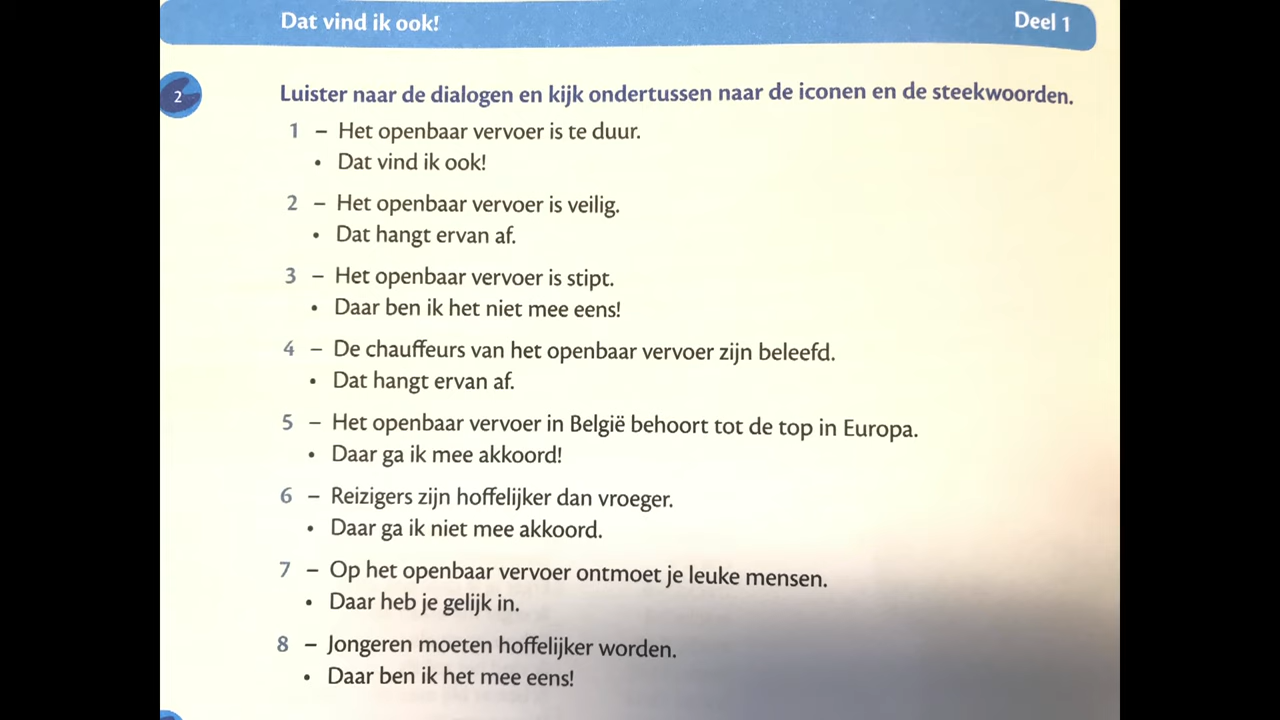 Dat vind ik ook!
Deel 1
2
Luister naar de dialogen en kijk ondertussen naar de iconen en de steekwoorden.
1 – Het openbaar vervoer is te duur.
• Dat vind ik ook!
2 – Het openbaar vervoer is veilig.
• Dat hangt ervan af.
3 – Het openbaar vervoer is stipt.
• Daar ben ik het niet mee eens!
4 – De chauffeurs van het openbaar vervoer zijn beleefd.
• Dat hangt ervan af.
5 – Het openbaar vervoer in België behoort tot de top in Europa.
• Daar ga ik mee akkoord!
6 – Reizigers zijn hoffelijker dan vroeger.
• Daar ga ik niet mee akkoord.
7 – Op het openbaar vervoer ontmoet je leuke mensen.
• Daar heb je gelijk in.
8 – Jongeren moeten hoffelijker worden.
• Daar ben ik het mee eens!